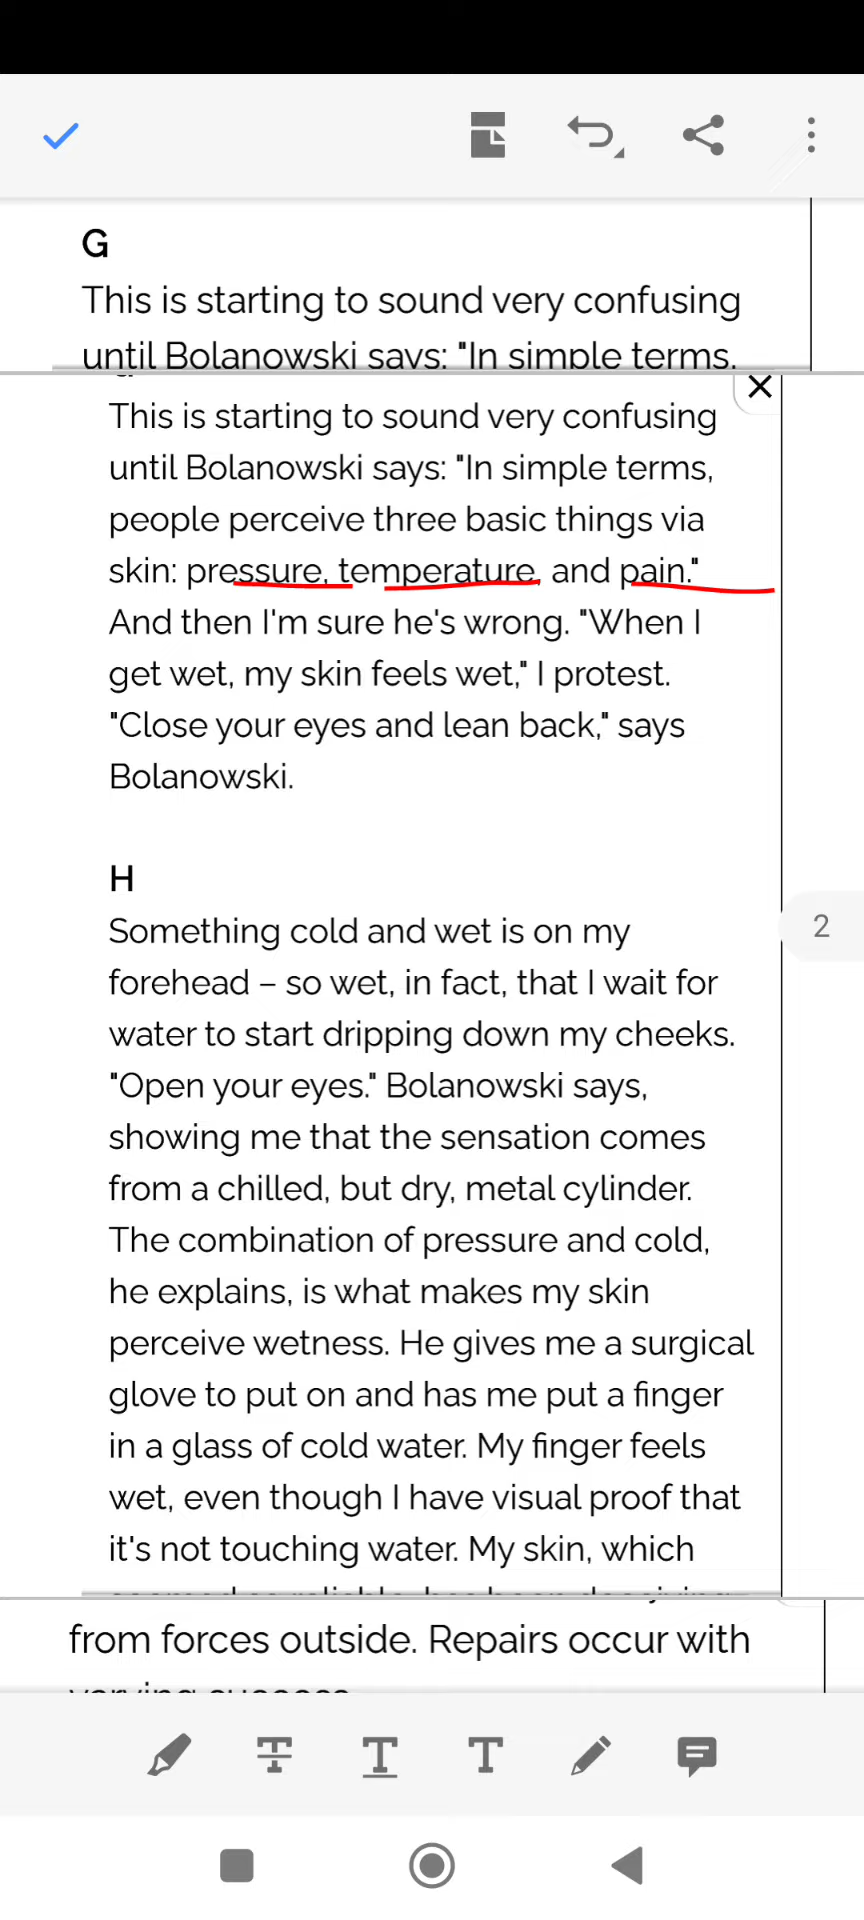 G
This is starting to sound very confusing
until Bolanowski says: "In simple terms,
This is starting to sound very confusing
until Bolanowski says: "In simple terms,
people perceive three basic things via
skin: pressure, temperature, and pain."
And then I'm sure he's wrong. "When I
get wet, my skin feels wet," I protest.
"Close your eyes and lean back," says
Bolanowski.
H
Something cold and wet is on my
forehead – so wet, in fact, that I wait for
water to start dripping down my cheeks.
"Open your eyes." Bolanowski says,
showing me that the sensation comes
from a chilled, but dry, metal cylinder.
The combination of pressure and cold,
he explains, is what makes my skin
perceive wetness. He gives me a surgical
glove to put on and has me put a finger
in a glass of cold water. My finger feels
wet, even though I have visual proof that
it's not touching water. My skin, which
2
from forces outside. Repairs occur with
T
T
T